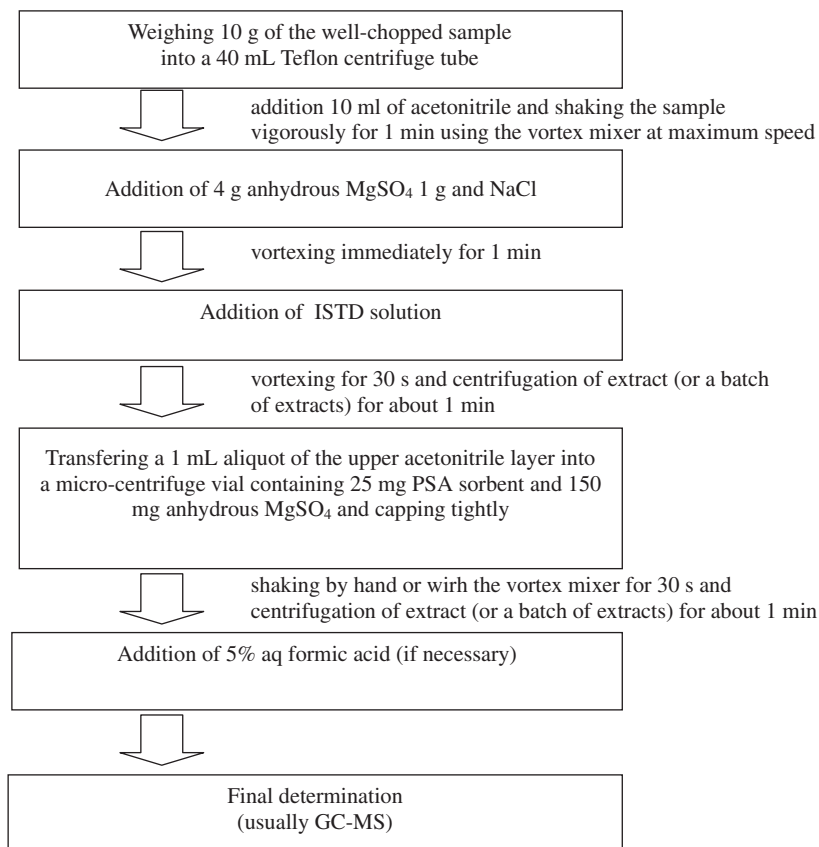 Weighing 10 g of the well-chopped sample
into a 40 mL Teflon centrifuge tube
addition 10 ml of acetonitrile and shaking the sample
vigorously for 1 min using the vortex mixer at maximum speed
Addition of 4 g anhydrous MgSO₄ 1 g and NaCl
vortexing immediately for 1 min
Addition of ISTD solution
vortexing for 30 s and centrifugation of extract (or a batch
of extracts) for about 1 min
Transfering a 1 mL aliquot of the upper acetonitrile layer into
a micro-centrifuge vial containing 25 mg PSA sorbent and 150
mg anhydrous MgSO₄ and capping tightly
shaking by hand or wirh the vortex mixer for 30 s and
centrifugation of extract (or a batch of extracts) for about 1 min
Addition of 5% aq formic acid (if necessary)
Final determination
(usually GC-MS)